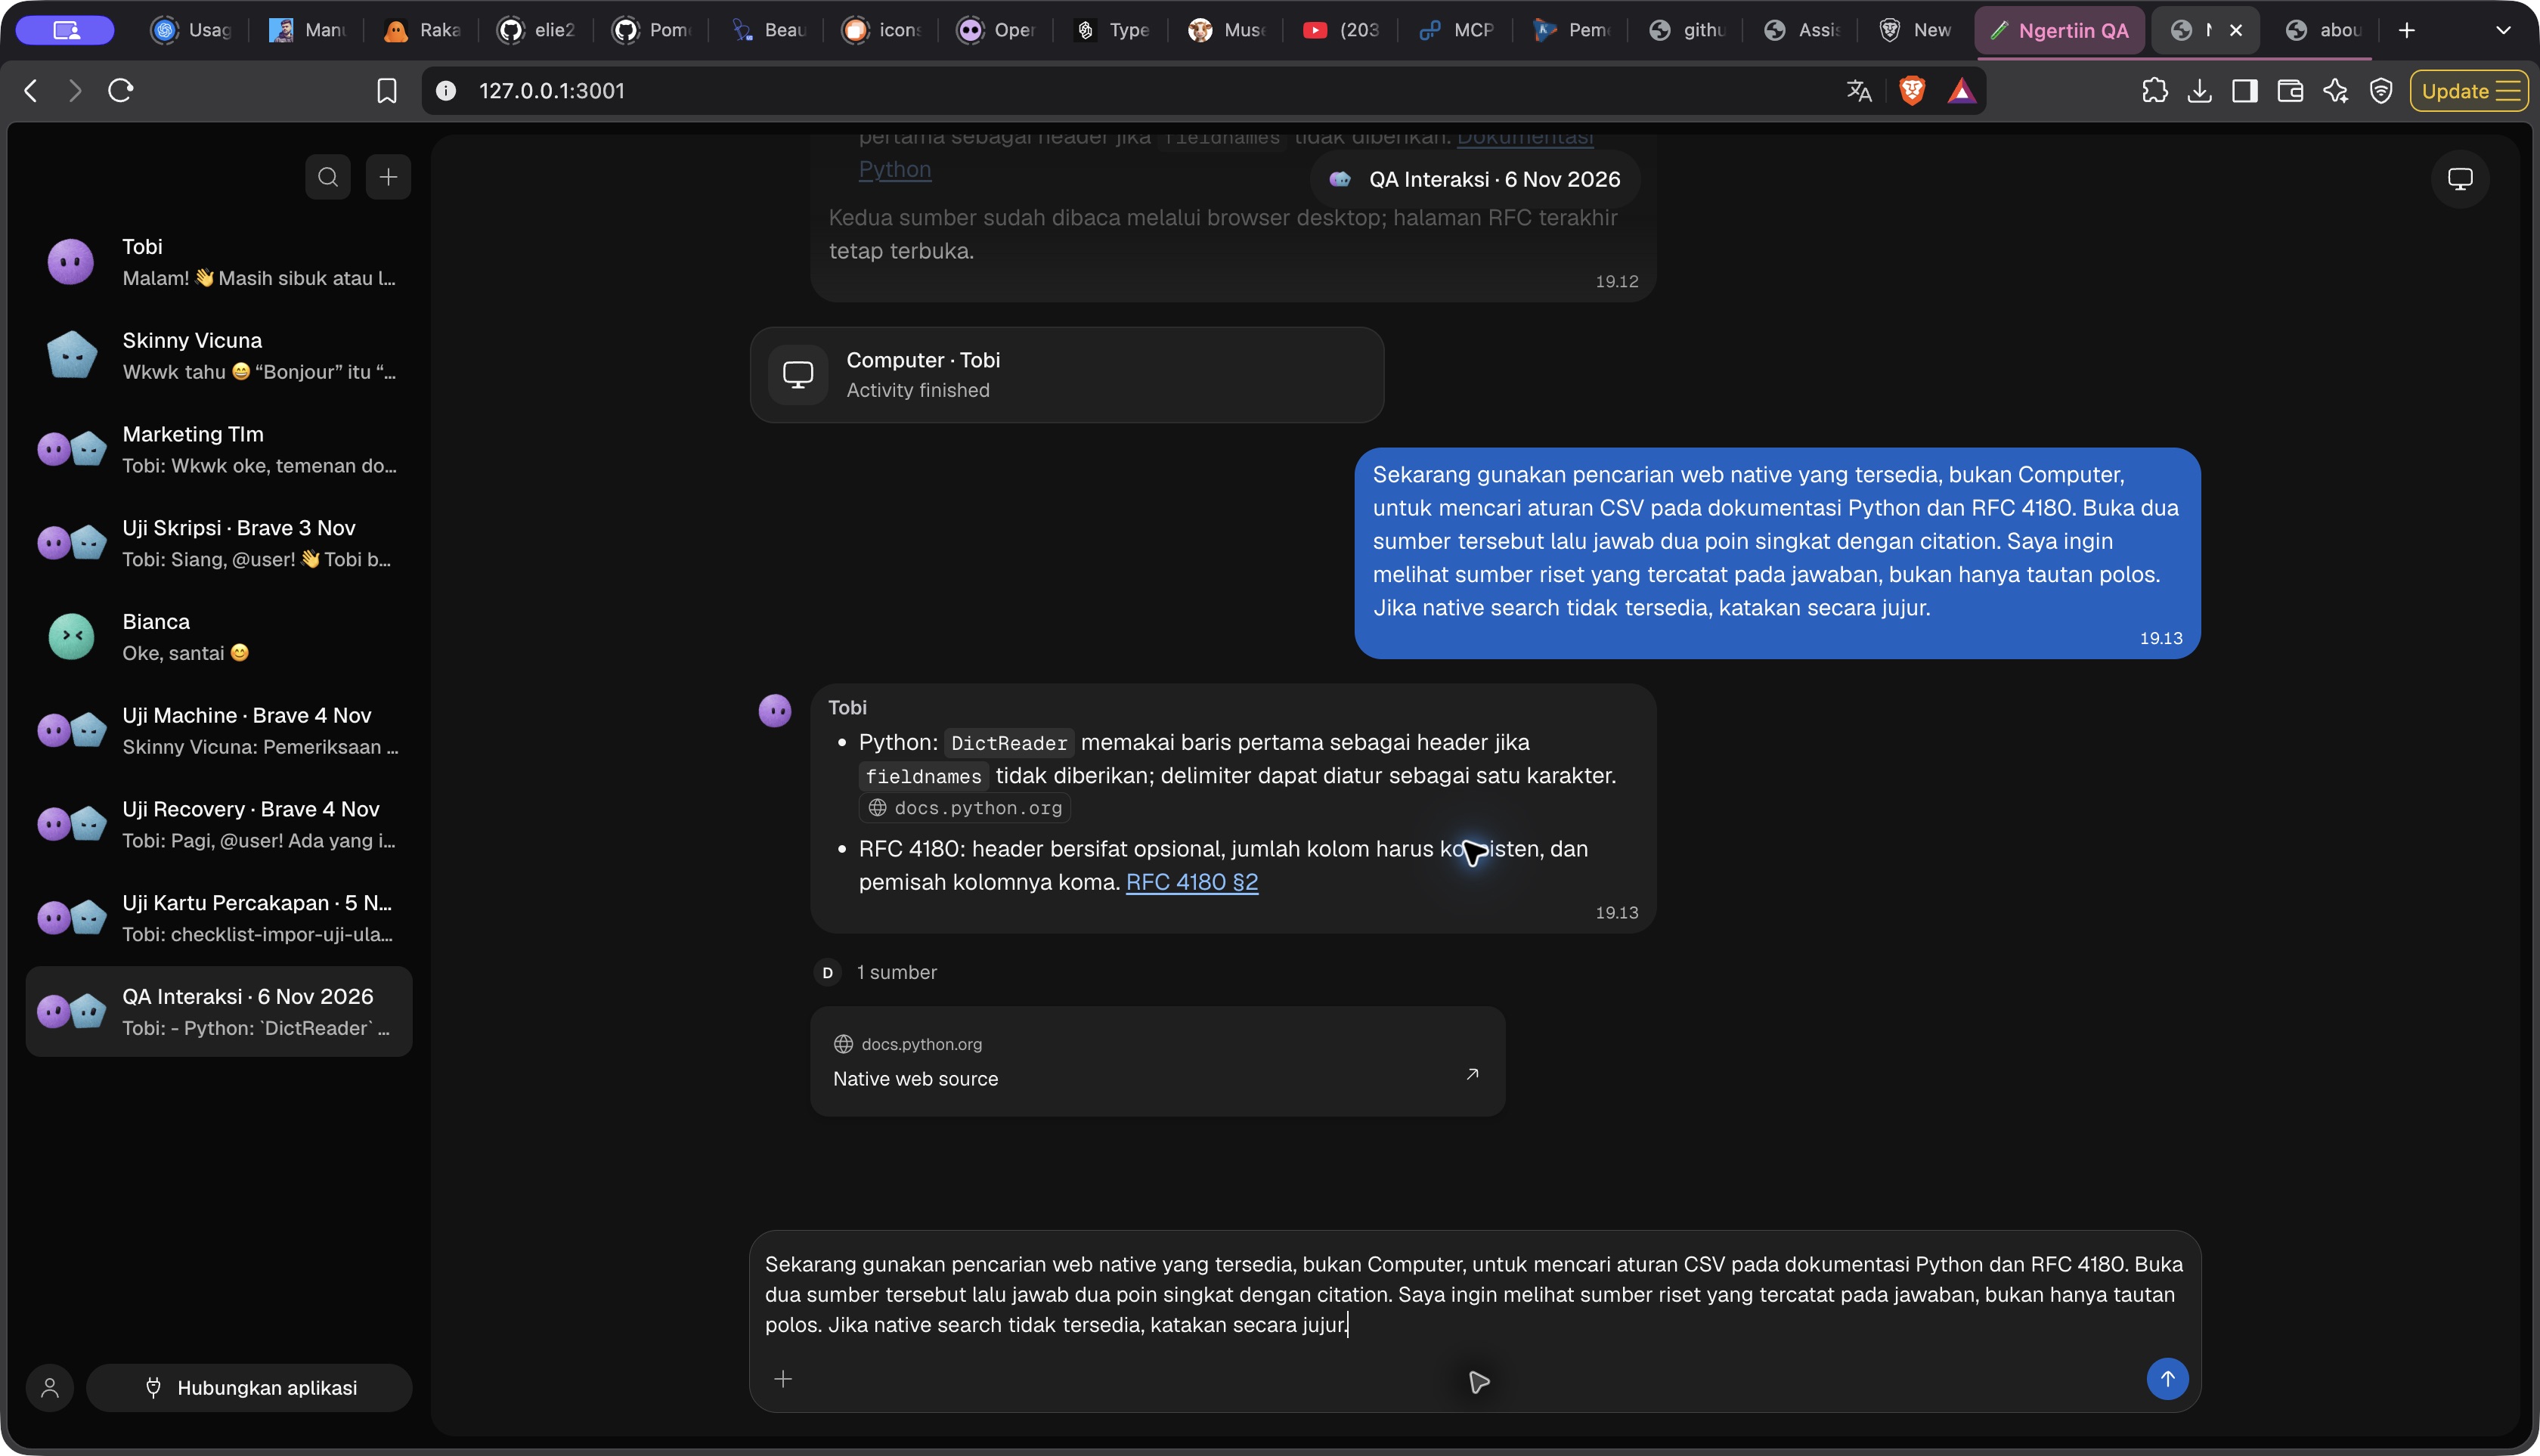 Usag
Manu
Raka
elie2
Pom
Beau
icons
Oper
Type
Muse
(203
MCP
Peme
githu
Assis
New
Ngertiin QA
abou
127.0.0.1:3001
Update
Tobi
Malam! 👋 Masih sibuk atau l...
Skinny Vicuna
Wkwk tahu 😄 “Bonjour” itu “...
Marketing TIm
Tobi: Wkwk oke, temenan do...
Uji Skripsi · Brave 3 Nov
Tobi: Siang, @user! 👋 Tobi b...
Bianca
Oke, santai 😊
Uji Machine · Brave 4 Nov
Skinny Vicuna: Pemeriksaan ...
Uji Recovery · Brave 4 Nov
Tobi: Pagi, @user! Ada yang i...
Uji Kartu Percakapan · 5 N...
Tobi: checklist-impor-uji-ula...
QA Interaksi · 6 Nov 2026
Tobi: - Python: `DictReader` ...
Hubungkan aplikasi
pertama sebagai header jika fieldnames tidak diberikan. Dokumentasi
Python
QA Interaksi · 6 Nov 2026
Kedua sumber sudah dibaca melalui browser desktop; halaman RFC terakhir
tetap terbuka.
19.12
Computer · Tobi
Activity finished
Sekarang gunakan pencarian web native yang tersedia, bukan Computer,
untuk mencari aturan CSV pada dokumentasi Python dan RFC 4180. Buka dua
sumber tersebut lalu jawab dua poin singkat dengan citation. Saya ingin
melihat sumber riset yang tercatat pada jawaban, bukan hanya tautan polos.
Jika native search tidak tersedia, katakan secara jujur.
19.13
Tobi
• Python: DictReader memakai baris pertama sebagai header jika
fieldnames tidak diberikan; delimiter dapat diatur sebagai satu karakter.
docs.python.org
• RFC 4180: header bersifat opsional, jumlah kolom harus konsisten, dan
pemisah kolomnya koma. RFC 4180 §2
19.13
D 1 sumber
docs.python.org
Native web source
Sekarang gunakan pencarian web native yang tersedia, bukan Computer, untuk mencari aturan CSV pada dokumentasi Python dan RFC 4180. Buka
dua sumber tersebut lalu jawab dua poin singkat dengan citation. Saya ingin melihat sumber riset yang tercatat pada jawaban, bukan hanya tautan
polos. Jika native search tidak tersedia, katakan secara jujur.